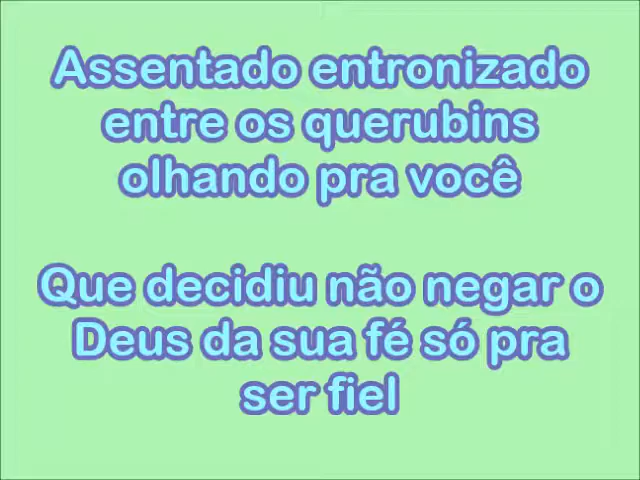 Assentado entronizado
entre os querubins
olhando pra você
Que decidiu não negar o
Deus da sua fé só pra
ser fiel